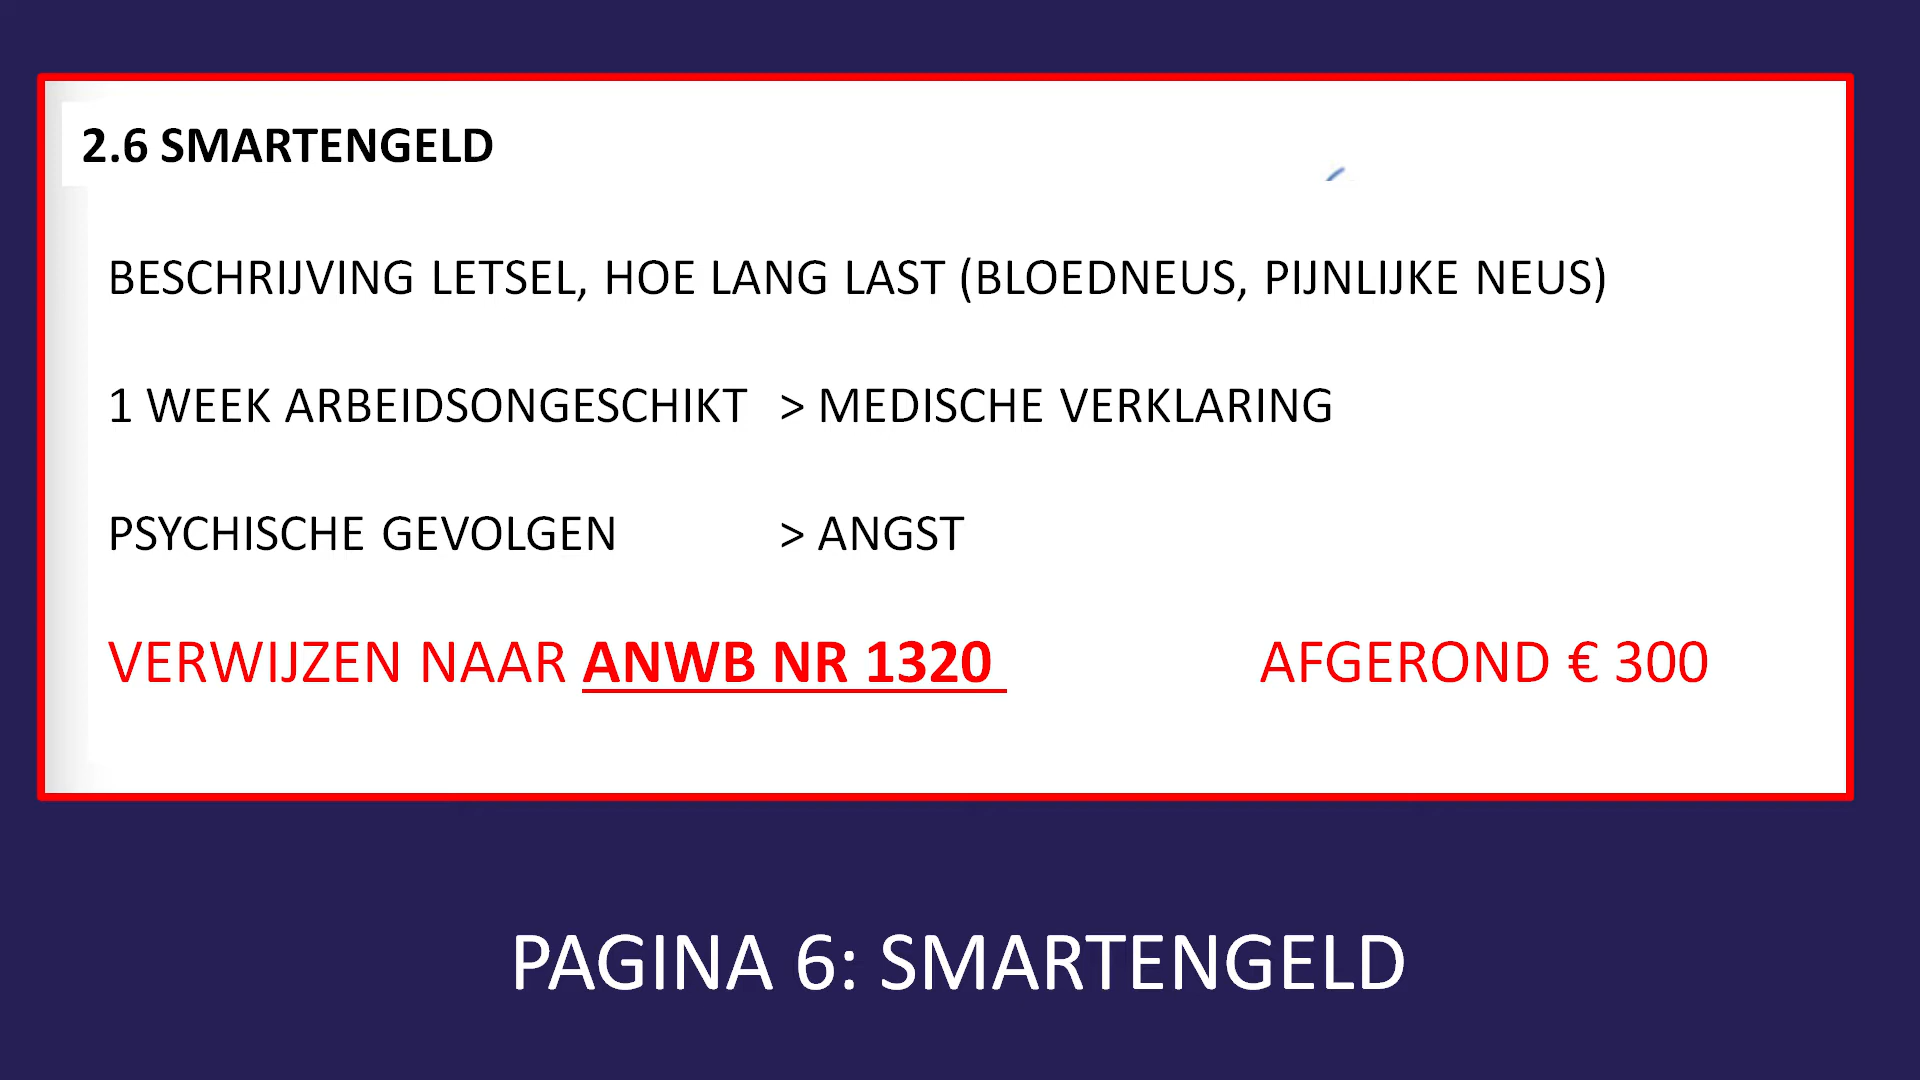 2.6 SMARTENGELD
BESCHRIJVING LETSEL, HOE LANG LAST (BLOEDNEUS, PIJNLIJKE NEUS)
1 WEEK ARBEIDSONGESCHIKT > MEDISCHE VERKLARING
PSYCHISCHE GEVOLGEN > ANGST
VERWIJZEN NAAR ANWB NR 1320 AFGEROND € 300
PAGINA 6: SMARTENGELD